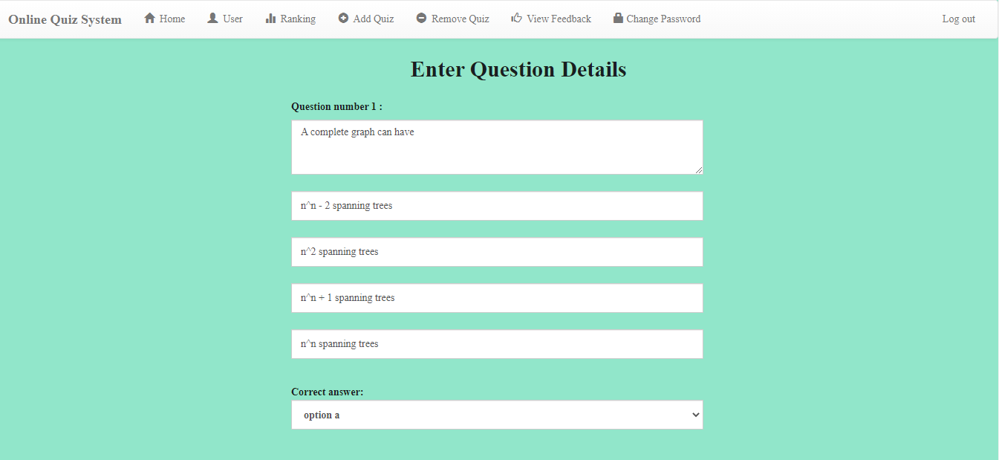 Online Quiz System Home User Ranking Add Quiz Remove Quiz View Feedback Change Password Log out
Enter Question Details
Question number 1 :
A complete graph can have
n^n - 2 spanning trees
n^2 spanning trees
n^n + 1 spanning trees
n^n spanning trees
Correct answer:
option a